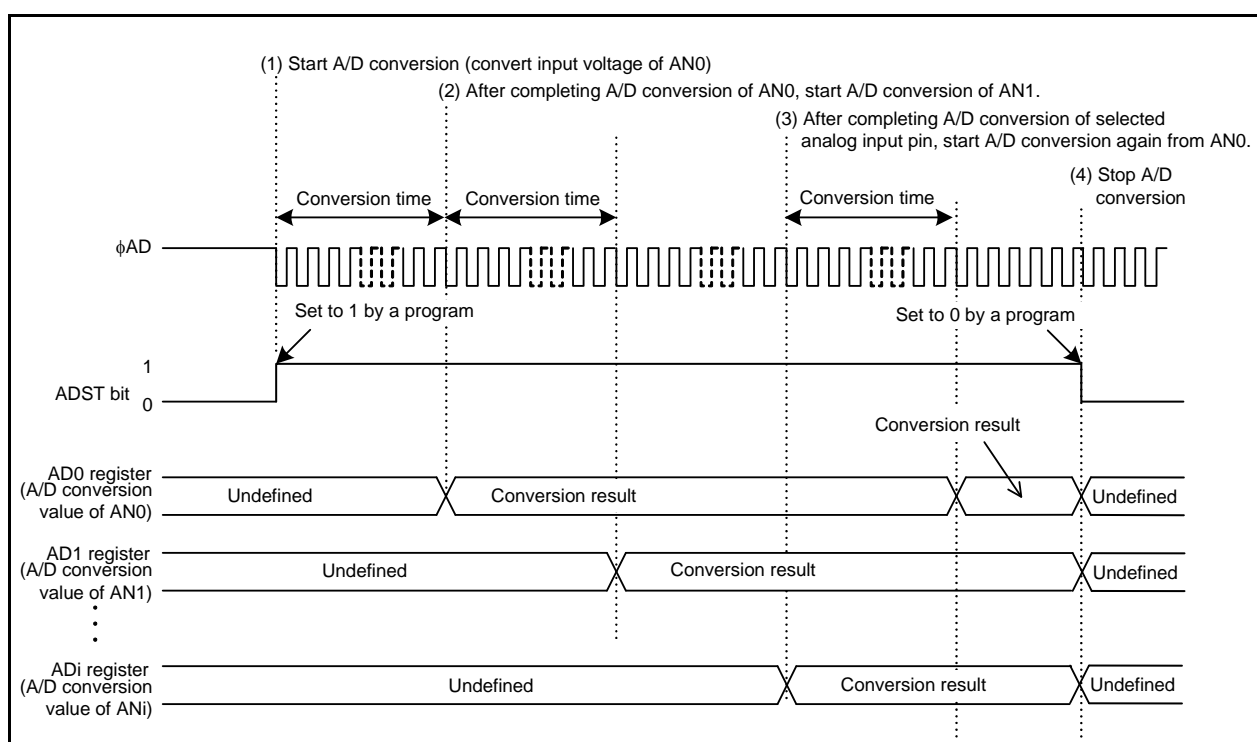 (1) Start A/D conversion (convert input voltage of AN0)
(2) After completing A/D conversion of AN0, start A/D conversion of AN1.
(3) After completing A/D conversion of selected
analog input pin, start A/D conversion again from AN0.
(4) Stop A/D
conversion
Conversion time
Conversion time
Conversion time
ϕAD
Set to 1 by a program
Set to 0 by a program
1
ADST bit
0
Conversion result
AD0 register
(A/D conversion
value of AN0)
Undefined
Conversion result
Undefined
AD1 register
(A/D conversion
value of AN1)
Undefined
Conversion result
Undefined
ADi register
(A/D conversion
value of ANi)
Undefined
Conversion result
Undefined